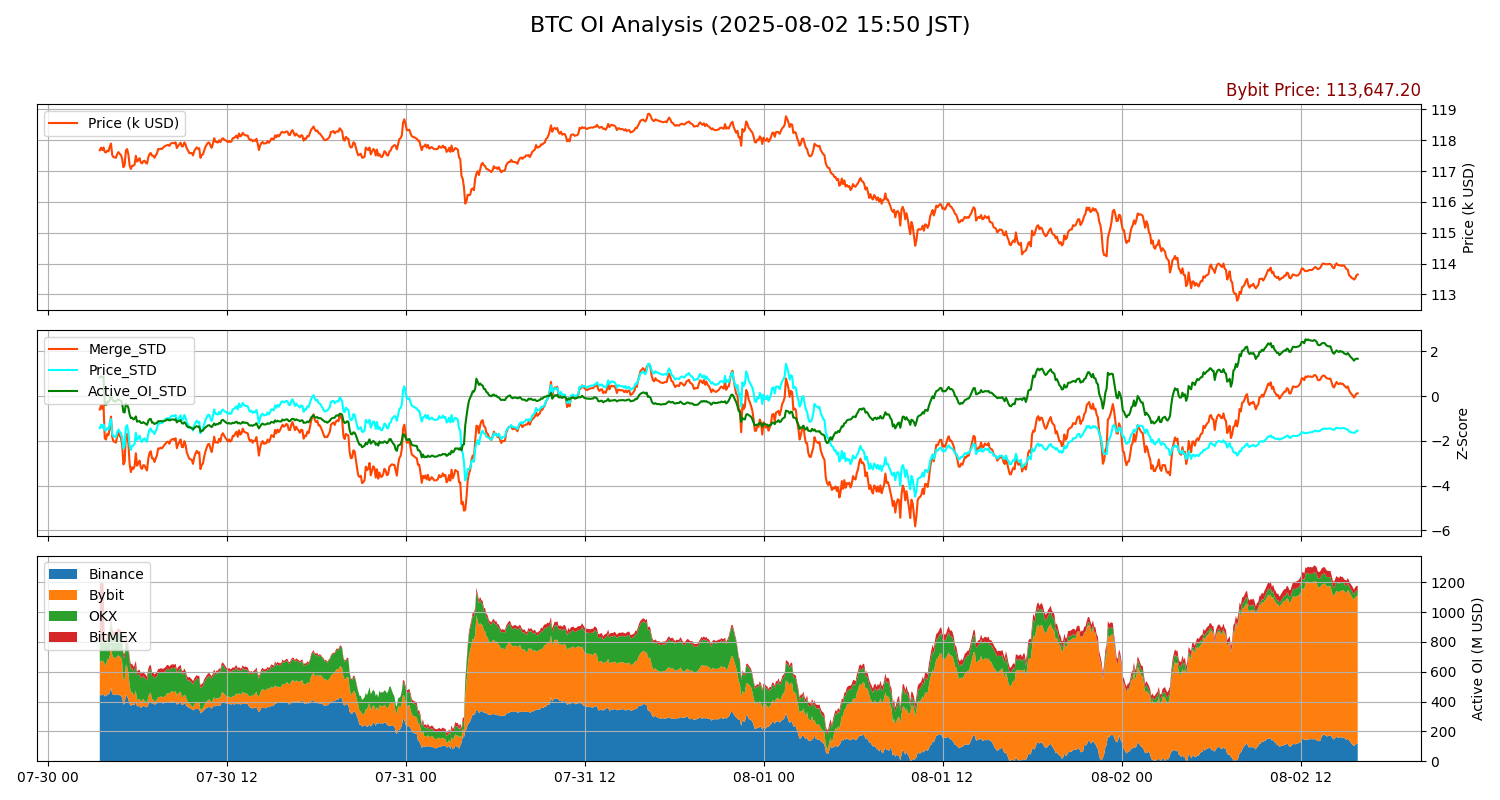 BTC OI Analysis (2025-08-02 15:50 JST)
Bybit Price: 113,647.20
Price (k USD)
119
118
117
116
115
114
113
Price (k USD)
Merge_STD
Price_STD
Active_OI_STD
2
0
−2
−4
−6
Z-Score
Binance
Bybit
OKX
BitMEX
1200
1000
800
600
400
200
0
Active OI (M USD)
07-30 00
07-30 12
07-31 00
07-31 12
08-01 00
08-01 12
08-02 00
08-02 12